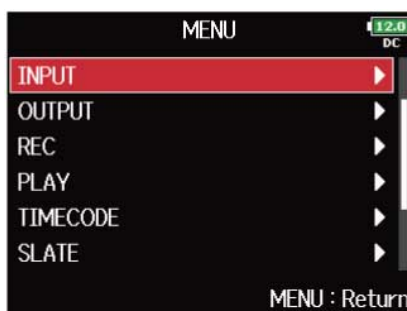 MENU
12.0
DC
INPUT
OUTPUT
REC
PLAY
TIMECODE
SLATE
MENU : Return